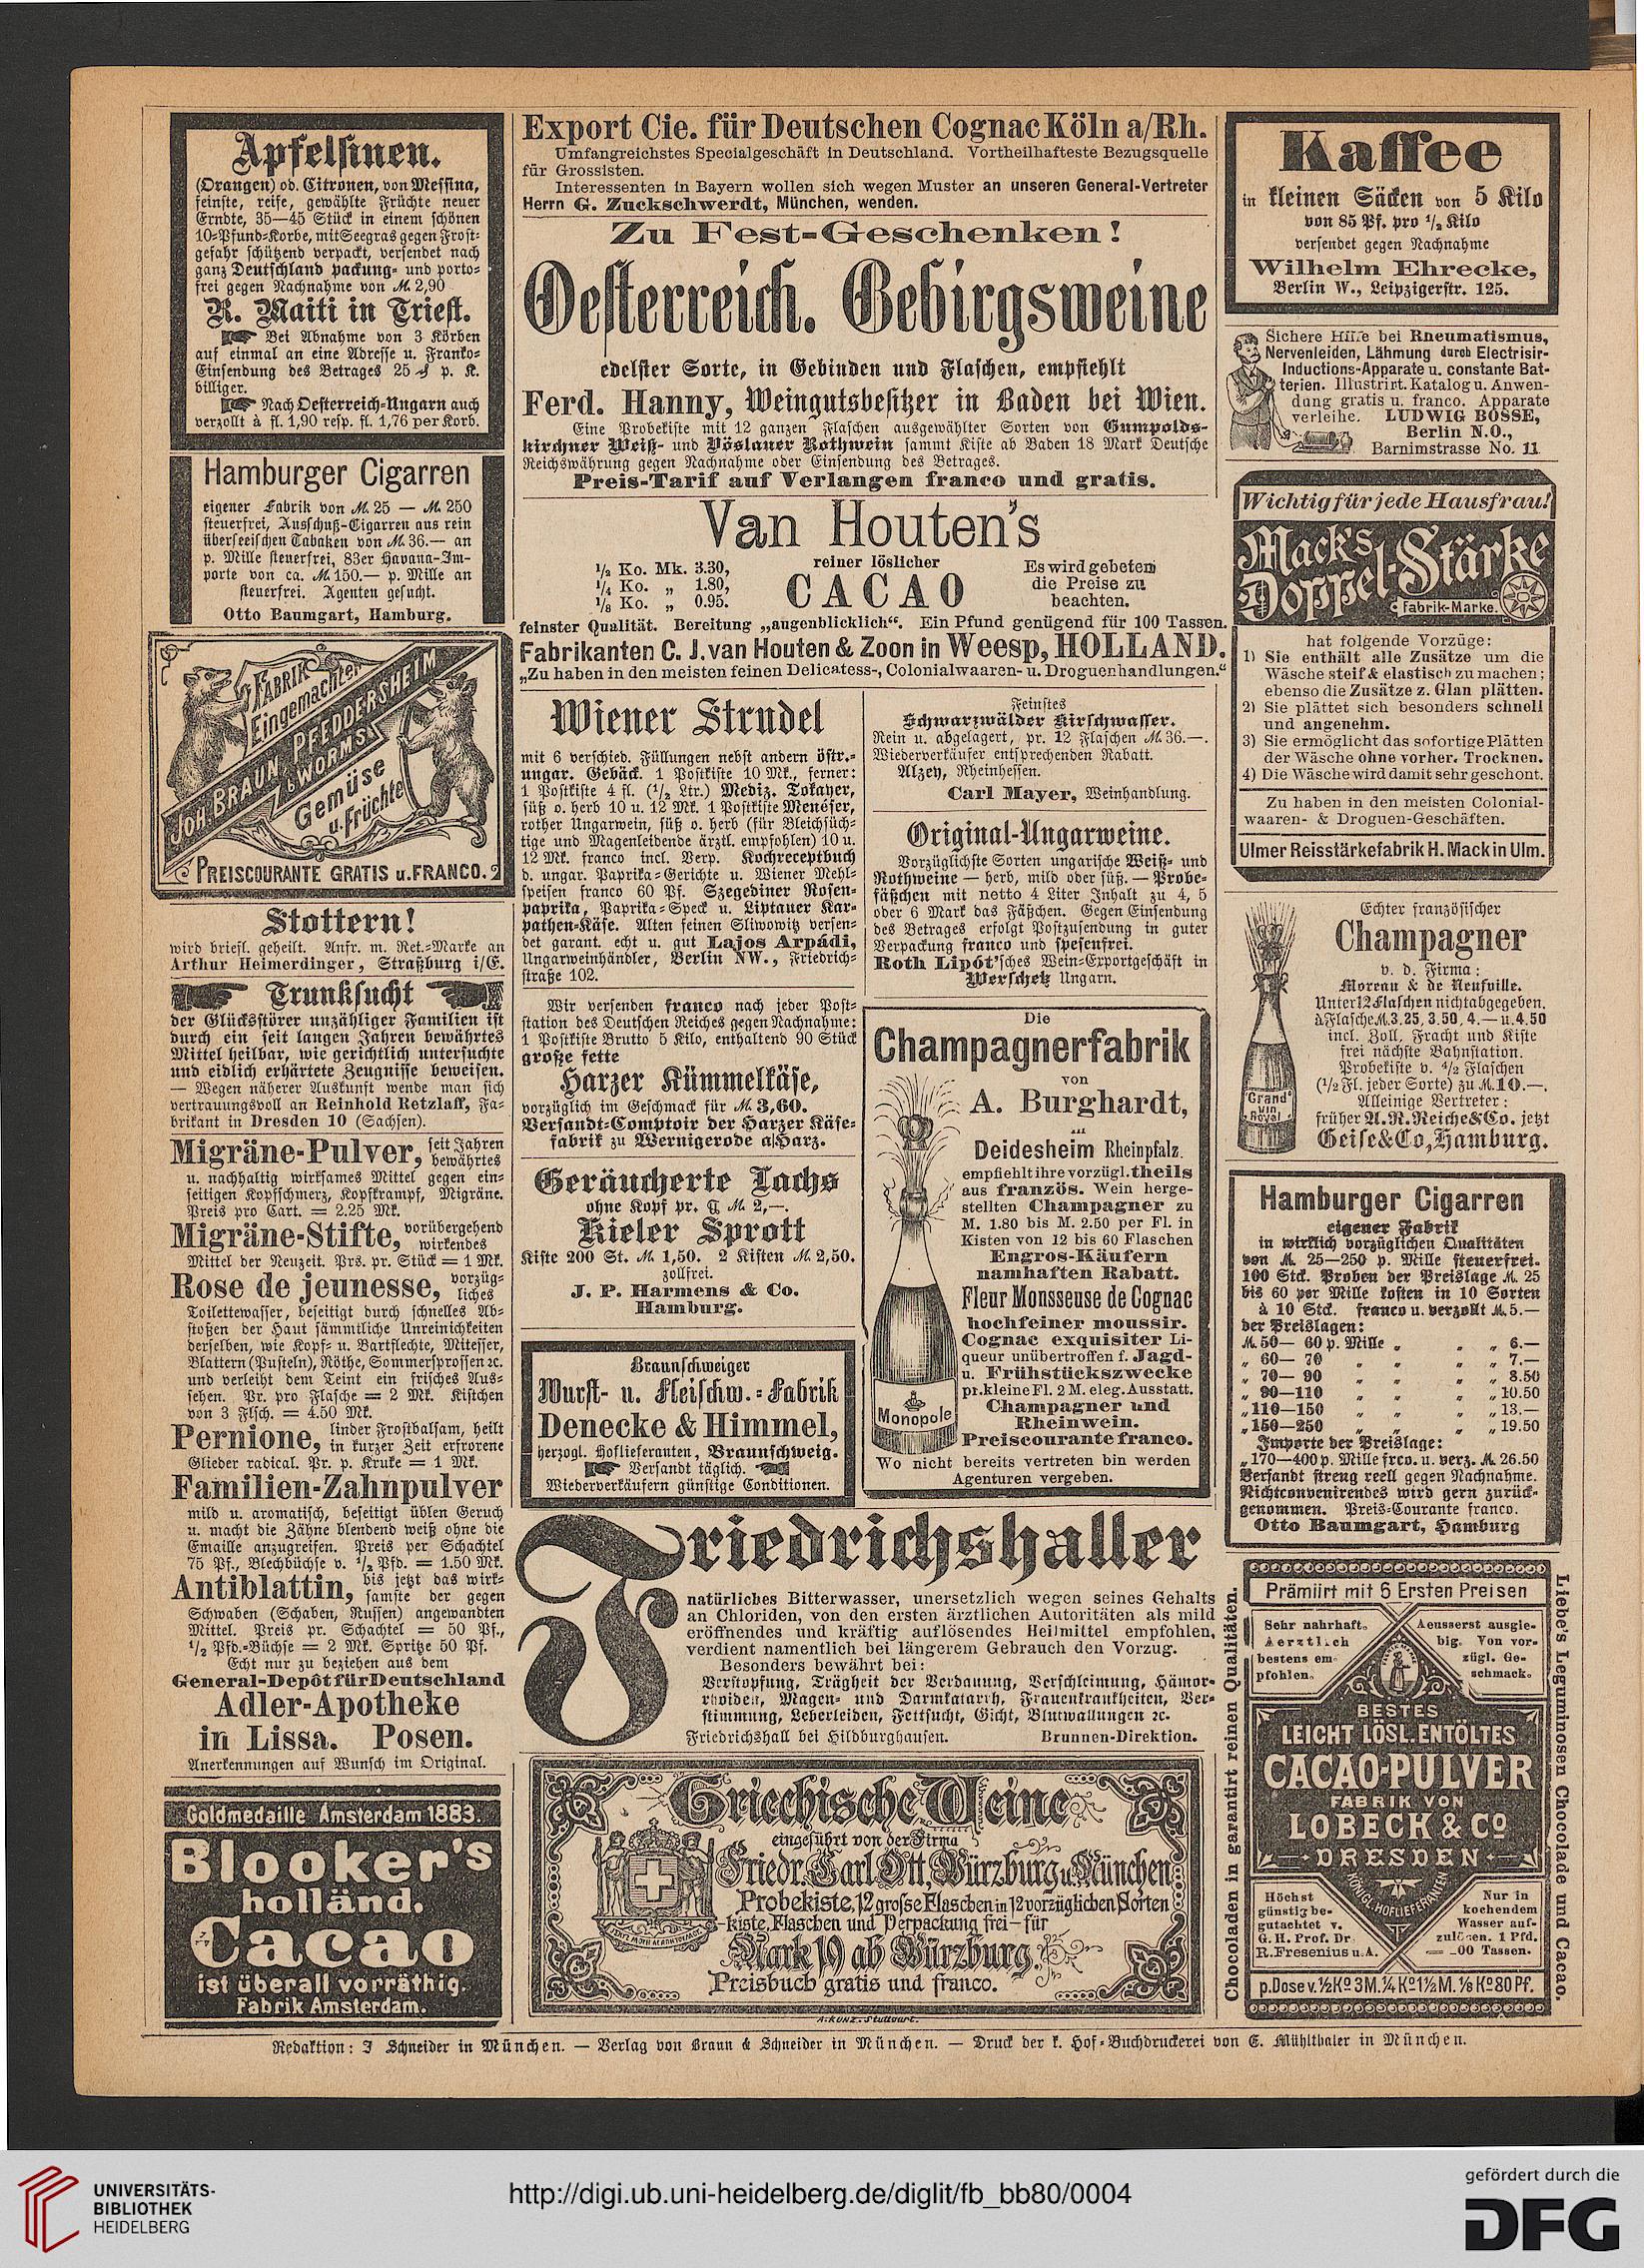 Apfelsinen.
(Orangen) od. Citronen, von Messina,
feinste, reife, gewählte Früchte neuer
Erndte, 35—45 Stück in einem schönen
10=Pfund=Korbe, mit Seegras gegen Frost=
gefahr schützend verpackt, versendet nach
ganz Deutschland packung= und porto=
frei gegen Nachnahme von M. 2,90
R. Maiti in Triest.
Bei Abnahme von 3 Körben
auf einmal an eine Adresse u. Franko=
Einsendung des Betrages 25 ₰ p. K.
billiger.
Nach Oesterreich=Ungarn auch
verzollt à fl. 1,90 resp. fl. 1,76 per Korb.
Hamburger Cigarren
eigener Fabrik von M. 25 — M. 250
steuerfrei, Ausschuß=Cigarren aus rein
überseeischen Tabaken von M. 36.— an
p. Mille steuerfrei, 83er Havana=Im=
porte von ca. M. 150.— p. Mille an
steuerfrei. Agenten gesucht.
Otto Baumgart, Hamburg.
FABRIK
Eingemachter
JOH. BRAUN PFEDDERSHEIM
b/WORMS
Gemüse
u. Früchte
PREISCOURANTE GRATIS u. FRANCO.
Stottern!
wird briefl. geheilt. Anfr. m. Ret.=Marke an
Arthur Heimerdinger, Straßburg i/E.
Trunksucht
der Glücksstörer unzähliger Familien ist
durch ein seit langen Jahren bewährtes
Mittel heilbar, wie gerichtlich untersuchte
und eidlich erhärtete Zeugnisse beweisen.
— Wegen näherer Auskunft wende man sich
vertrauungsvoll an Reinhold Retzlaff, Fa=
brikant in Dresden 10 (Sachsen).
Migräne-Pulver, seit Jahren bewährtes
u. nachhaltig wirksames Mittel gegen ein=
seitigen Kopfschmerz, Kopfkrampf, Migräne.
Preis pro Cart. = 2.25 Mk.
Migräne-Stifte, vorübergehend wirkendes
Mittel der Neuzeit. Prs. pr. Stück = 1 Mk.
Rose de jeunesse, vorzüg= liches
Toilettewasser, beseitigt durch schnelles Ab=
stoßen der Haut sämmtliche Unreinichkeiten
derselben, wie Kopf= u. Bartflechte, Mitesser,
Blattern (Pusteln), Röthe, Sommersprossen ꝛc.
und verleiht dem Teint ein frisches Aus=
sehen. Pr. pro Flasche = 2 Mk. Kistchen
von 3 Flsch. = 4.50 Mk.
Pernione, linder Frostbalsam, heilt in kurzer Zeit erfrorene
Glieder radical. Pr. p. Kruke = 1 Mk.
Familien-Zahnpulver
mild u. aromatisch, beseitigt üblen Geruch
u. macht die Zähne blendend weiß ohne die
Emaille anzugreifen. Preis per Schachtel
75 Pf., Blechbüchse v. ½ Pfd. = 1.50 Mk.
Antiblattin, bis jetzt das wirk= samste der gegen
Schwaben (Schaben, Russen) angewandten
Mittel. Preis pr. Schachtel = 50 Pf.,
½ Pfd.=Büchse = 2 Mk. Spritze 50 Pf.
Echt nur zu beziehen aus dem
General-Depôt für Deutschland
Adler-Apotheke
in Lissa. Posen.
Anerkennungen auf Wunsch im Original.
Goldmedaille Amsterdam 1883.
Blooker's
holländ.
Cacao
ist überall vorräthig.
Fabrik Amsterdam.
Export Cie. für Deutschen Cognac Köln a/Rh.
Umfangreichstes Specialgeschäft in Deutschland. Vortheilhafteste Bezugsquelle
für Grossisten.
Interessenten in Bayern wollen sich wegen Muster an unseren General-Vertreter
Herrn G. Zuckschwerdt, München, wenden.
Zu Fest-Geschenken!
Oesterreich. Gebirgsweine
edelster Sorte, in Gebinden und Flaschen, empfiehlt
Ferd. Hanny, Weingutsbesitzer in Baden bei Wien.
Eine Probekiste mit 12 ganzen Flaschen ausgewählter Sorten von Gumpolds=
kirchner Weiß= und Vöslauer Rothwein sammt Kiste ab Baden 18 Mark Deutsche
Reichswährung gegen Nachnahme oder Einsendung des Betrages.
Preis-Tarif auf Verlangen franco und gratis.
Van Houten's
½ Ko. Mk. 3.30,
¼ Ko. „ 1.80,
⅛ Ko. „ 0.95.
reiner löslicher
CACAO
Es wird gebeten
die Preise zu
beachten.
feinster Qualität. Bereitung „augenblicklich“. Ein Pfund genügend für 100 Tassen.
Fabrikanten C. J. van Houten & Zoon in Weesp, HOLLAND.
„Zu haben in den meisten feinen Delicatess-, Colonialwaaren- u. Droguenhandlungen.“
Wiener Strudel
mit 6 verschied. Füllungen nebst andern östr.=
ungar. Gebäck. 1 Postkiste 10 Mk., ferner:
1 Postkiste 4 fl. (½ Ltr.) Mediz. Tokayer,
süß o. herb 10 u. 12 Mk. 1 Postkiste Menéser,
rother Ungarwein, süß o. herb (für Bleichsüch=
tige und Magenleidende ärztl. empfohlen) 10 u.
12 Mk. franco incl. Verp. Kochreceptbuch
d. ungar. Paprika=Gerichte u. Wiener Mehl=
speisen franco 60 Pf. Szegediner Rosen=
paprika, Paprika=Speck u. Liptauer Kar=
pathen=Käse. Alten feinen Sliwowitz versen=
det garant. echt u. gut Lajos Arpádi,
Ungarweinhändler, Berlin NW., Friedrich=
straße 102.
Wir versenden franco nach jeder Post=
station des Deutschen Reiches gegen Nachnahme:
1 Postkiste Brutto 5 Kilo, enthaltend 90 Stück
große fette
Harzer Kümmelkäse,
vorzüglich im Geschmack für M. 3,60.
Versandt=Comptoir der Harzer Käse=
fabrik zu Wernigerode a/Harz.
Geräucherte Lachs
ohne Kopf pr. ℔ M. 2,—.
Kieler Sprott
Kiste 200 St. M. 1,50. 2 Kisten M. 2,50.
zollfrei.
J. P. Harmens & Co.
Hamburg.
Braunschweiger
Wurst= u. Fleischw.=Fabrik
Denecke & Himmel,
herzogl. Hoflieferanten, Braunschweig.
Versandt täglich.
Wiederverkäufern günstige Conditionen.
Feinstes
Schwarzwälder Kirschwasser.
Rein u. abgelagert, pr. 12 Flaschen M. 36.—.
Wiederverkäufer entsprechenden Rabatt.
Alzey, Rheinhessen.
Carl Mayer, Weinhandlung.
Original=Ungarweine.
Vorzüglichste Sorten ungarische Weiß= und
Rothweine — herb, mild oder süß. — Probe=
fäßchen mit netto 4 Liter Inhalt zu 4, 5
oder 6 Mark das Fäßchen. Gegen Einsendung
des Betrages erfolgt Postzusendung in guter
Verpackung franco und spesenfrei.
Roth Lipót'sches Wein=Exportgeschäft in
Werschetz Ungarn.
Die
Champagnerfabrik
von
A. Burghardt,
in
Deidesheim Rheinpfalz.
empfiehlt ihre vorzügl. theils
aus französ. Wein herge-
stellten Champagner zu
M. 1.80 bis M. 2.50 per Fl. in
Kisten von 12 bis 60 Flaschen
Engros-Käufern
namhaften Rabatt.
Fleur Monsseuse de Cognac
hochfeiner moussir.
Cognac exquisiter Li-
queur unübertroffen f. Jagd-
u. Frühstückszwecke
pr. kleine Fl. 2 M. eleg. Ausstatt.
Champagner und
Rheinwein.
Preiscourante franco.
Wo nicht bereits vertreten bin werden
Agenturen vergeben.
Monopole
Friedrichshaller
natürliches Bitterwasser, unersetzlich wegen seines Gehalts
an Chloriden, von den ersten ärztlichen Autoritäten als mild
eröffnendes und kräftig auflösendes Heilmittel empfohlen,
verdient namentlich bei längerem Gebrauch den Vorzug.
Besonders bewährt bei:
Verstopfung, Trägheit der Verdauung, Verschleimung, Hämor=
rhoiden, Magen= und Darmkatarrh, Frauenkrankheiten, Ver=
stimmung, Leberleiden, Fettsucht, Gicht, Blutwallungen ꝛc.
Friedrichshall bei Hildburghausen. Brunnen-Direktion.
Griechische Weine
eingeführt von der Firma
Friedr. Carl Ott, Würzburg u. München
Probekiste, 12 grosse Flaschen in 12 vorzüglichen Sorten
-kiste, Flaschen und Verpackung frei- für
Mark 19 ab Würzburg.
Preisbuch gratis und franco.
A. KUNZ. Stuttgart.
Kaffee
in kleinen Säcken von 5 Kilo
von 85 Pf. pro ½ Kilo
versendet gegen Nachnahme
Wilhelm Ehrecke,
Berlin W., Leipzigerstr. 125.
Sichere Hilfe bei Rheumatismus,
Nervenleiden, Lähmung durch Electrisir-
Inductions-Apparate u. constante Bat-
terien. Illustrirt. Katalog u. Anwen-
dung gratis u. franco. Apparate
verleihe. LUDWIG BOSSE,
Berlin N.O.,
Barnimstrasse No. 11
Wichtig für jede Hausfrau!
Mack's
Doppel-Stärke
Fabrik-Marke.
hat folgende Vorzüge:
1) Sie enthält alle Zusätze um die
Wäsche steif & elastisch zu machen;
ebenso die Zusätze z. Glan plätten.
2) Sie plättet sich besonders schnell
und angenehm.
3) Sie ermöglicht das sofortige Plätten
der Wäsche ohne vorher. Trocknen.
4) Die Wäsche wird damit sehr geschont.
Zu haben in den meisten Colonial-
waaren- & Droguen-Geschäften.
Ulmer Reisstärkefabrik H. Mack in Ulm.
Echter französischer
Champagner
v. d. Firma:
Moreau & de Neufville.
Unter 12 Flaschen nicht abgegeben.
à Flasche M. 3.25, 3.50, 4.— u. 4.50
incl. Zoll, Fracht und Kiste
frei nächste Bahnstation.
Probekiste v. 4/2 Flaschen
(1/2 Fl. jeder Sorte) zu M. 10.—.
Alleinige Vertreter:
früher A. R. Reiche & Co. jetzt
Geise & Co, Hamburg.
Grand
Vin
Royal
Hamburger Cigarren
eigener Fabrik
in wirklich vorzüglichen Qualitäten
von M. 25—250 p. Mille steuerfrei.
100 Stck. Proben der Preislage M. 25
bis 60 per Mille kosten in 10 Sorten
à 10 Stck. franco u. verzollt M. 5.—
der Preislagen:
M. 50— 60 p. Mille „ „ „ 6.—
„ 60— 70 „ „ „ „ 7.—
„ 70— 90 „ „ „ „ 8.50
„ 90—110 „ „ „ „ 10.50
„ 110—150 „ „ „ „ 13.—
„ 150—250 „ „ „ „ 19.50
Importe der Preislage:
„ 170—400 p. Mille frco. u. verz. M. 26.50
Versandt streng reell gegen Nachnahme.
Nichtconvenirendes wird gern zurück=
genommen. Preis=Courante franco.
Otto Baumgart, Hamburg
Chocoladen in garantirt reinen Qualitäten.
Prämiirt mit 6 Ersten Preisen
Sehr nahrhaft.
Aerztlich
bestens em-
pfohlen.
Aeusserst ausgie-
big. Von vor-
zügl. Ge-
schmack.
BESTES
LEICHT LÖSL. ENTÖLTES
CACAO-PULVER
FABRIK VON
LOBECK & Co
DRESDEN
KÖNIGL. HOFLIEFERANTEN
Höchst
günstig be-
gutachtet v.
G. H. Prof. Dr
R. Fresenius u. A.
Nur in
kochendem
Wasser auf-
zulösen. 1 Pfd.
= 100 Tassen.
p. Dose v. ½ Ko 3 M. ¼ Ko 1½ M. ⅛ Ko 80 Pf.
Liebe's Leguminosen Chocolade und Cacao.
Redaktion: J Schneider in München. — Verlag von Braun & Schneider in München. — Druck der k. Hof=Buchdruckerei von E. Mühlthaler in München.
UNIVERSITÄTS-
BIBLIOTHEK
HEIDELBERG
http://digi.ub.uni-heidelberg.de/diglit/fb_bb80/0004
gefördert durch die
DFG